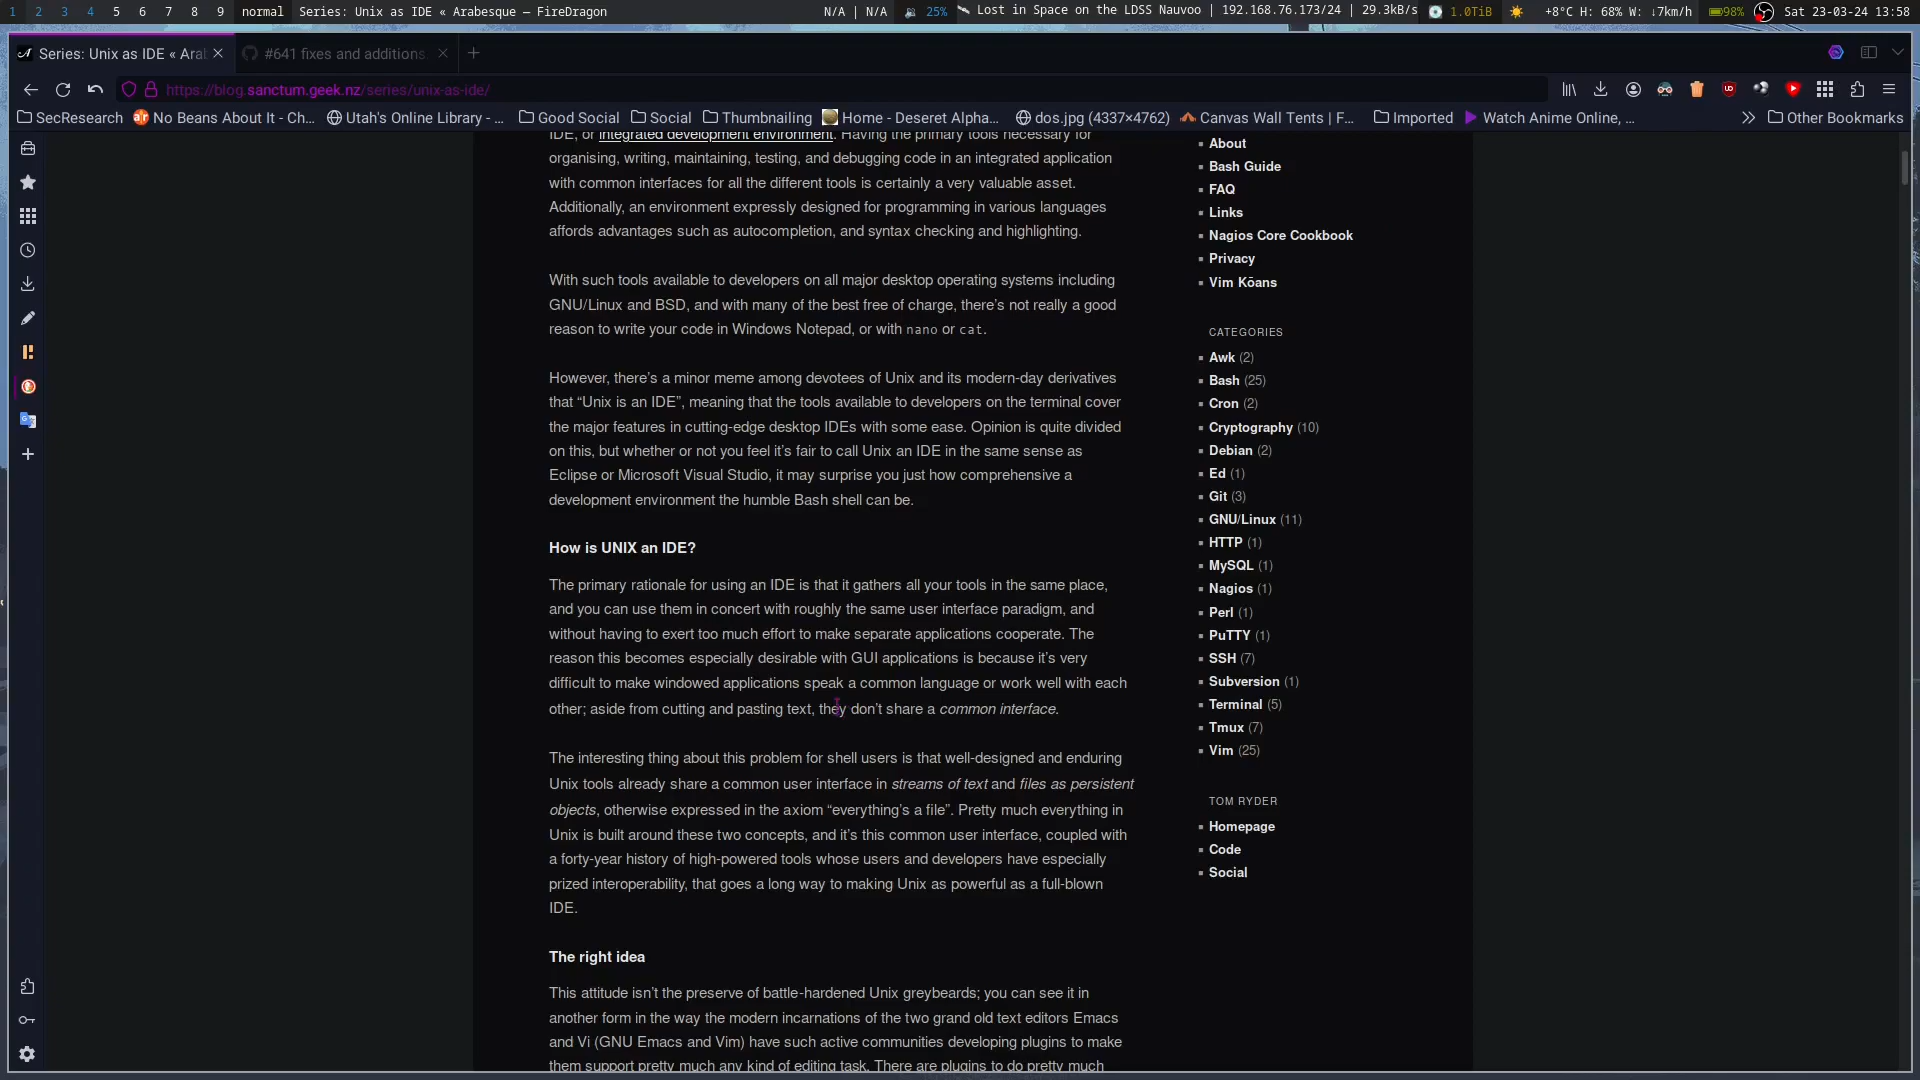 1 2 3 4 5 6 7 8 9 normal Series: Unix as IDE « Arabesque — FireDragon N/A | N/A 25% Lost in Space on the LDSS Nauvoo | 192.168.76.173/24 | 29.3kB/s 1.0TiB +8°C H: 68% W: ↓7km/h 98% Sat 23-03-24 13:58
Series: Unix as IDE « Ara #641 fixes and additions
https://blog.sanctum.geek.nz/series/unix-as-ide/
SecResearch No Beans About It - Ch... Utah's Online Library - ... Good Social Social Thumbnailing Home - Deseret Alpha... dos.jpg (4337×4762) Canvas Wall Tents | F... Imported Watch Anime Online, ... Other Bookmarks
IDE, or integrated development environment. Having the primary tools necessary for
organising, writing, maintaining, testing, and debugging code in an integrated application
with common interfaces for all the different tools is certainly a very valuable asset.
Additionally, an environment expressly designed for programming in various languages
affords advantages such as autocompletion, and syntax checking and highlighting.
With such tools available to developers on all major desktop operating systems including
GNU/Linux and BSD, and with many of the best free of charge, there's not really a good
reason to write your code in Windows Notepad, or with nano or cat.
However, there's a minor meme among devotees of Unix and its modern-day derivatives
that “Unix is an IDE”, meaning that the tools available to developers on the terminal cover
the major features in cutting-edge desktop IDEs with some ease. Opinion is quite divided
on this, but whether or not you feel it's fair to call Unix an IDE in the same sense as
Eclipse or Microsoft Visual Studio, it may surprise you just how comprehensive a
development environment the humble Bash shell can be.
How is UNIX an IDE?
The primary rationale for using an IDE is that it gathers all your tools in the same place,
and you can use them in concert with roughly the same user interface paradigm, and
without having to exert too much effort to make separate applications cooperate. The
reason this becomes especially desirable with GUI applications is because it's very
difficult to make windowed applications speak a common language or work well with each
other; aside from cutting and pasting text, they don't share a common interface.
The interesting thing about this problem for shell users is that well-designed and enduring
Unix tools already share a common user interface in streams of text and files as persistent
objects, otherwise expressed in the axiom “everything's a file”. Pretty much everything in
Unix is built around these two concepts, and it's this common user interface, coupled with
a forty-year history of high-powered tools whose users and developers have especially
prized interoperability, that goes a long way to making Unix as powerful as a full-blown
IDE.
The right idea
This attitude isn't the preserve of battle-hardened Unix greybeards; you can see it in
another form in the way the modern incarnations of the two grand old text editors Emacs
and Vi (GNU Emacs and Vim) have such active communities developing plugins to make
them support pretty much any kind of editing task. There are plugins to do pretty much
About
Bash Guide
FAQ
Links
Nagios Core Cookbook
Privacy
Vim Kōans
CATEGORIES
Awk (2)
Bash (25)
Cron (2)
Cryptography (10)
Debian (2)
Ed (1)
Git (3)
GNU/Linux (11)
HTTP (1)
MySQL (1)
Nagios (1)
Perl (1)
PuTTY (1)
SSH (7)
Subversion (1)
Terminal (5)
Tmux (7)
Vim (25)
TOM RYDER
Homepage
Code
Social